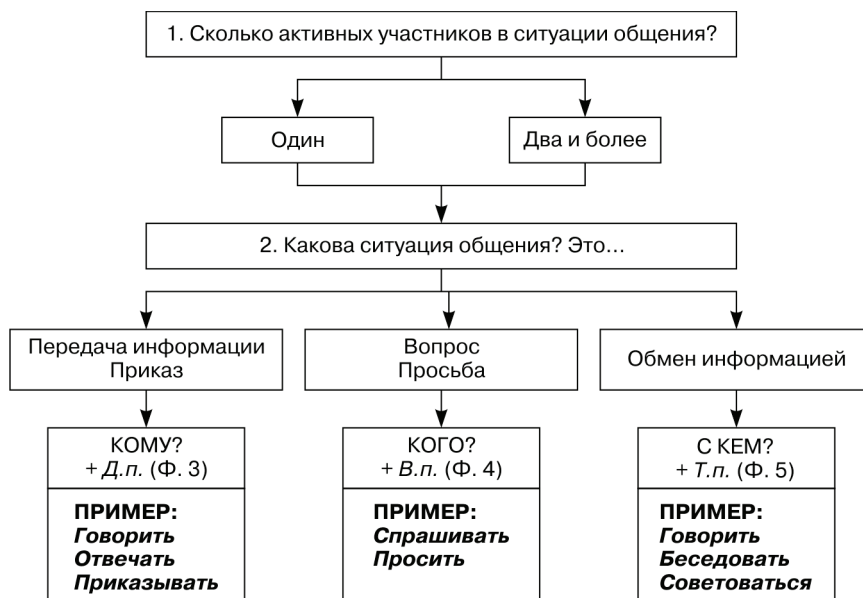 1. Сколько активных участников в ситуации общения?
Один
Два и более
2. Какова ситуация общения? Это…
Передача информации
Приказ
Вопрос
Просьба
Обмен информацией
КОМУ?
+ Д.п. (Ф. 3)
ПРИМЕР:
Говорить
Отвечать
Приказывать
КОГО?
+ В.п. (Ф. 4)
ПРИМЕР:
Спрашивать
Просить
С КЕМ?
+ Т.п. (Ф. 5)
ПРИМЕР:
Говорить
Беседовать
Советоваться